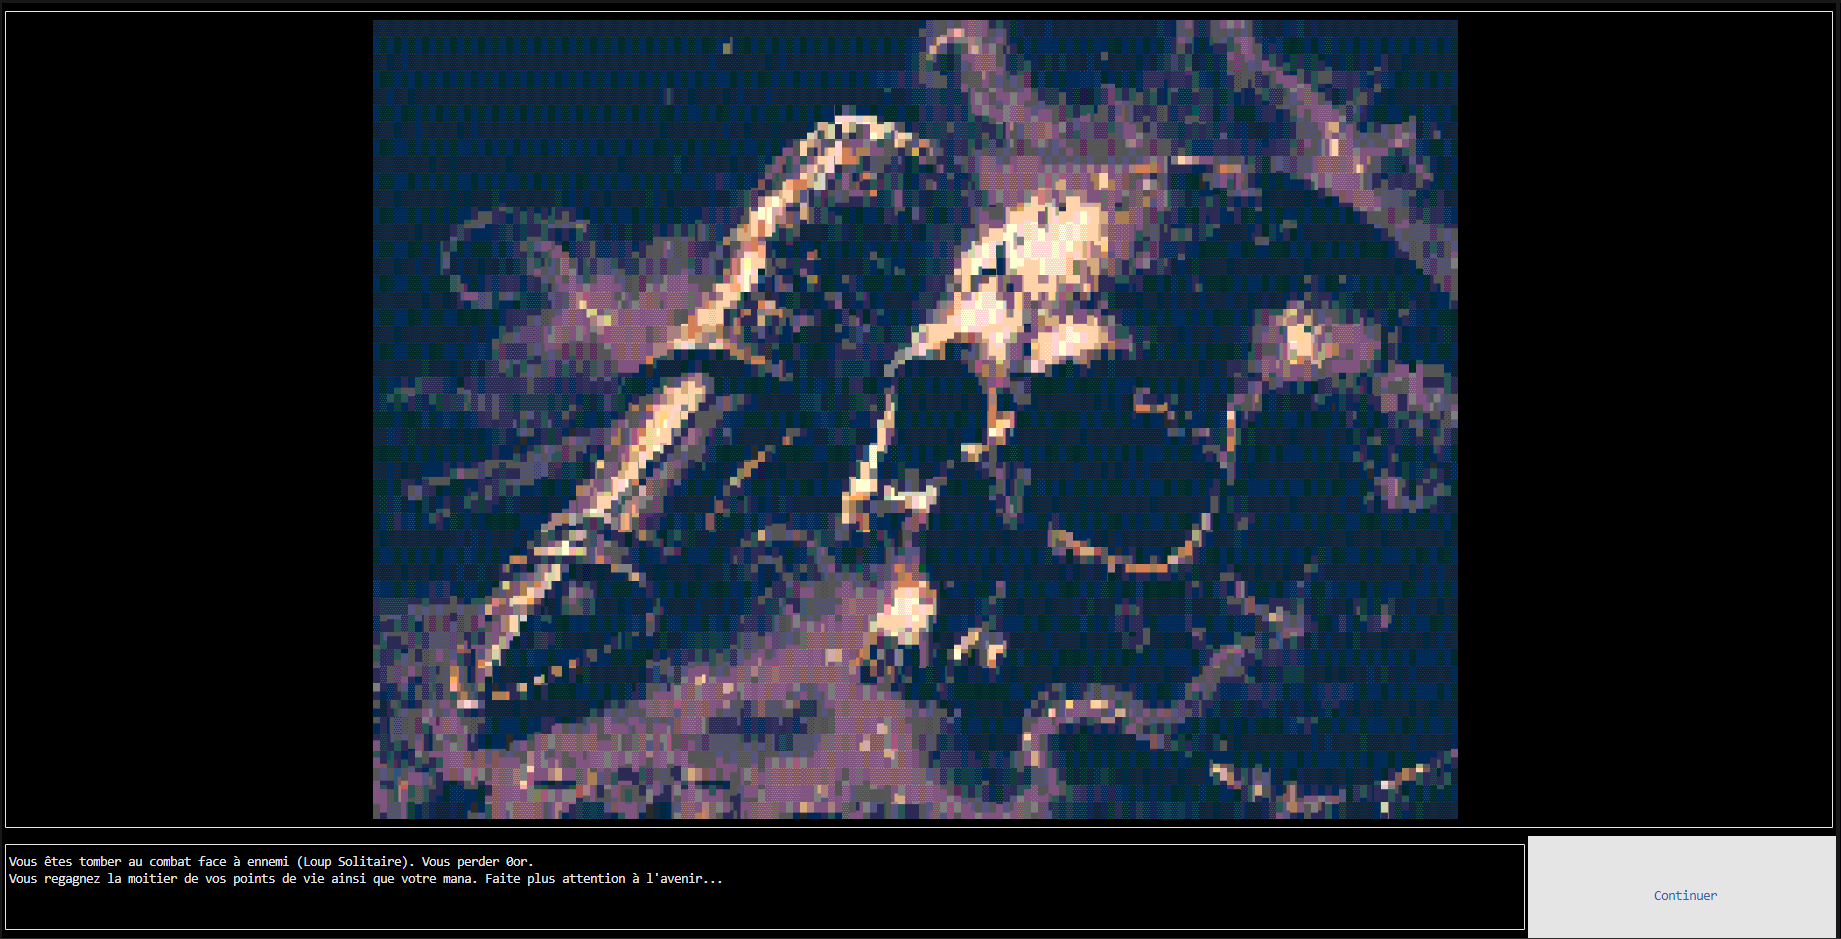 Vous êtes tomber au combat face à ennemi (Loup Solitaire). Vous perder 0or.
Vous regagnez la moitier de vos points de vie ainsi que votre mana. Faite plus attention à l'avenir...
Continuer